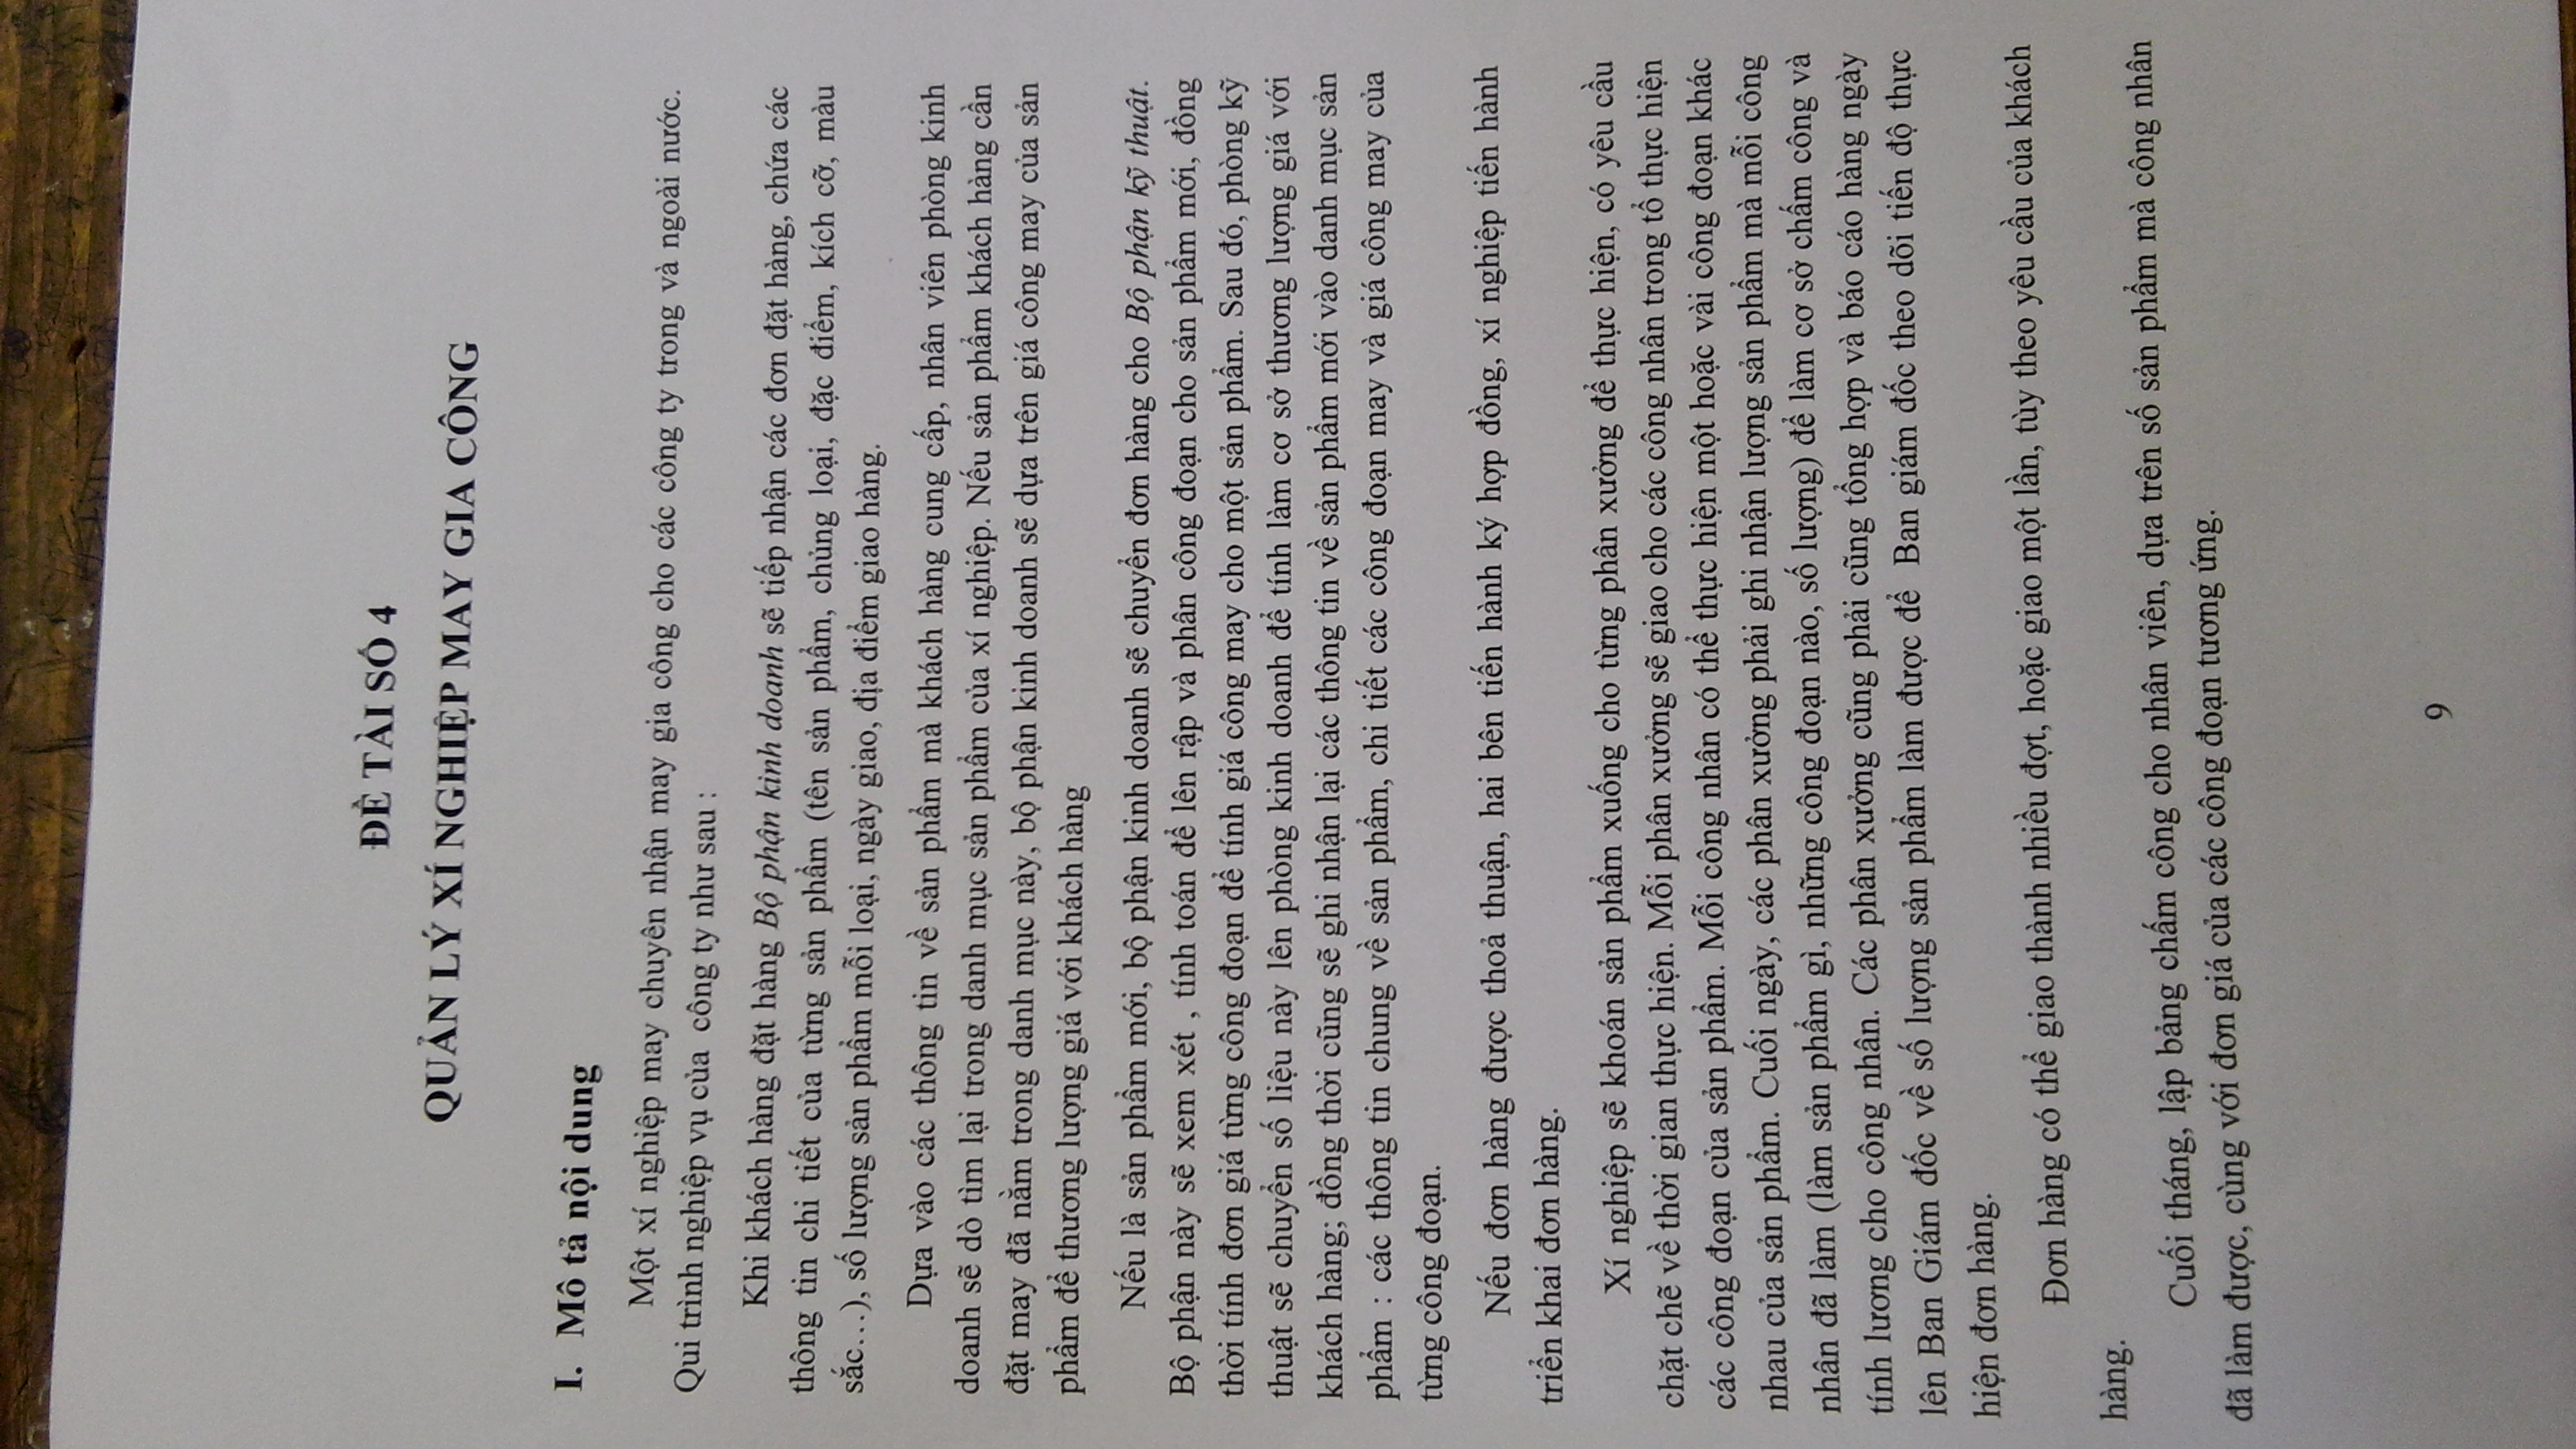 ĐỀ TÀI SỐ 4
QUẢN LÝ XÍ NGHIỆP MAY GIA CÔNG
I. Mô tả nội dung
Một xí nghiệp may chuyên nhận may gia công cho các công ty trong và ngoài nước.
Qui trình nghiệp vụ của công ty như sau :
Khi khách hàng đặt hàng Bộ phận kinh doanh sẽ tiếp nhận các đơn đặt hàng, chứa các
thông tin chi tiết của từng sản phẩm (tên sản phẩm, chủng loại, đặc điểm, kích cỡ, màu
sắc…), số lượng sản phẩm mỗi loại, ngày giao, địa điểm giao hàng.
Dựa vào các thông tin về sản phẩm mà khách hàng cung cấp, nhân viên phòng kinh
doanh sẽ dò tìm lại trong danh mục sản phẩm của xí nghiệp. Nếu sản phẩm khách hàng cần
đặt may đã nằm trong danh mục này, bộ phận kinh doanh sẽ dựa trên giá công may của sản
phẩm để thương lượng giá với khách hàng
Nếu là sản phẩm mới, bộ phận kinh doanh sẽ chuyển đơn hàng cho Bộ phận kỹ thuật.
Bộ phận này sẽ xem xét , tính toán để lên rập và phân công đoạn cho sản phẩm mới, đồng
thời tính đơn giá từng công đoạn để tính giá công may cho một sản phẩm. Sau đó, phòng kỹ
thuật sẽ chuyển số liệu này lên phòng kinh doanh để tính làm cơ sở thương lượng giá với
khách hàng; đồng thời cũng sẽ ghi nhận lại các thông tin về sản phẩm mới vào danh mục sản
phẩm : các thông tin chung về sản phẩm, chi tiết các công đoạn may và giá công may của
từng công đoạn.
Nếu đơn hàng được thoả thuận, hai bên tiến hành ký hợp đồng, xí nghiệp tiến hành
triển khai đơn hàng.
Xí nghiệp sẽ khoán sản phẩm xuống cho từng phân xưởng để thực hiện, có yêu cầu
chặt chẽ về thời gian thực hiện. Mỗi phân xưởng sẽ giao cho các công nhân trong tổ thực hiện
các công đoạn của sản phẩm. Mỗi công nhân có thể thực hiện một hoặc vài công đoạn khác
nhau của sản phẩm. Cuối ngày, các phân xưởng phải ghi nhận lượng sản phẩm mà mỗi công
nhân đã làm (làm sản phẩm gì, những công đoạn nào, số lượng) để làm cơ sở chấm công và
tính lương cho công nhân. Các phân xưởng cũng phải cũng tổng hợp và báo cáo hàng ngày
lên Ban Giám đốc về số lượng sản phẩm làm được để Ban giám đốc theo dõi tiến độ thực
hiện đơn hàng.
Đơn hàng có thể giao thành nhiều đợt, hoặc giao một lần, tùy theo yêu cầu của khách
hàng.
Cuối tháng, lập bảng chấm công cho nhân viên, dựa trên số sản phẩm mà công nhân
đã làm được, cùng với đơn giá của các công đoạn tương ứng.
9